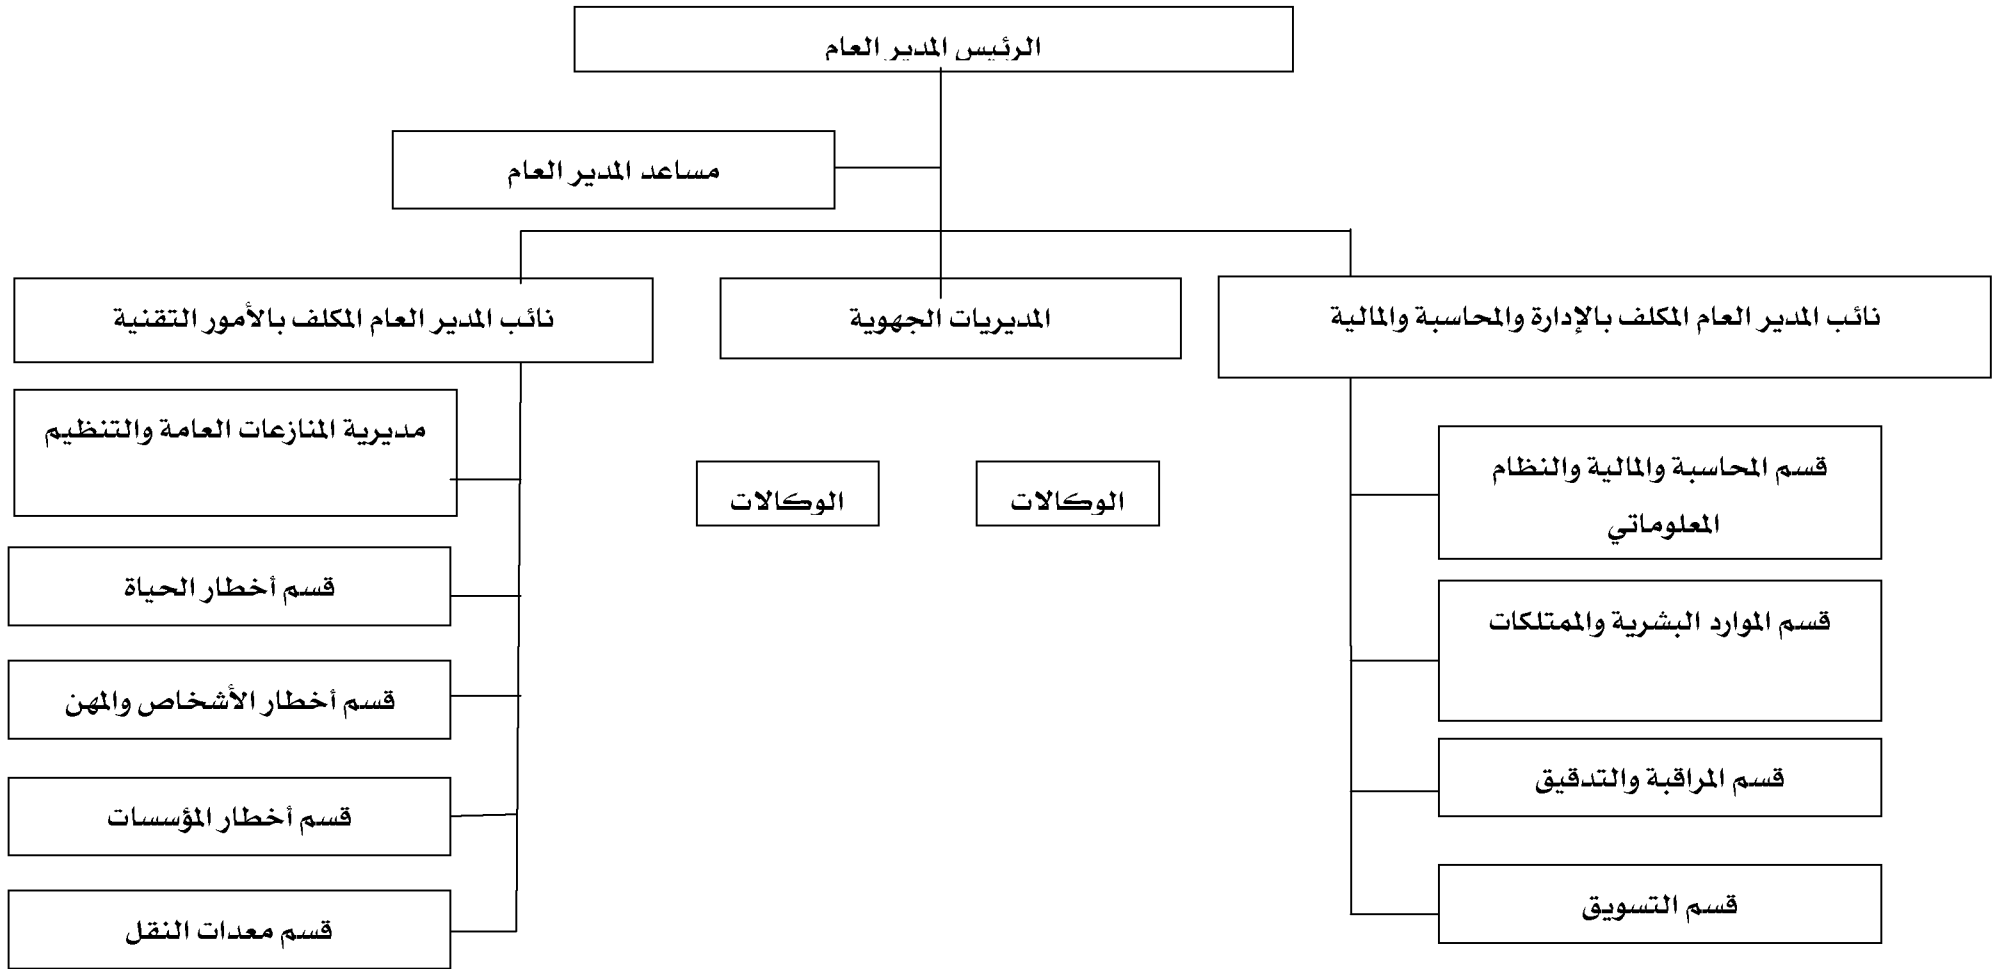 الرئيس المدير العام
مساعد المدير العام
نائب المدير العام المكلف بالإدارة والمحاسبة والمالية
المديريات الجهوية
نائب المدير العام المكلف بالأمور التقنية
قسم المحاسبة والمالية والنظام
المعلوماتي
قسم الموارد البشرية والممتلكات
قسم المراقبة والتدقيق
قسم التسويق
الوكالات
الوكالات
مديرية المنازعات العامة والتنظيم
قسم أخطار الحياة
قسم أخطار الأشخاص والمهن
قسم أخطار المؤسسات
قسم معدات النقل